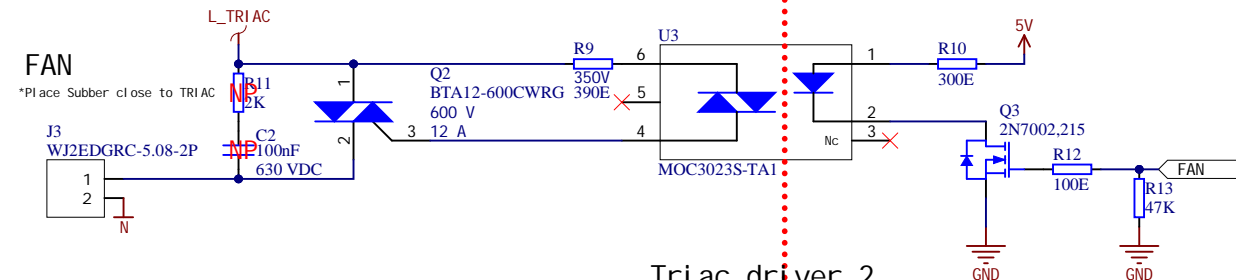 L_TRIAC
FAN
*Place Subber close to TRIAC
R11
NP
2K
C2
NP
100nF
630 VDC
J3
WJ2EDGRC-5.08-2P
1
2
N
1
2
3
Q2
BTA12-600CWRG
600 V
12 A
R9
350V
390E
U3
6
5
4
1
2
3
Nc
MOC3023S-TA1
R10
300E
5V
Q3
2N7002,215
R12
100E
FAN
R13
47K
GND
GND
Triac driver 2